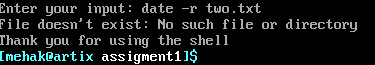 Enter your input: date -r two.txt
File doesn't exist: No such file or directory
Thank you for using the shell
[mehak@artix assigment1]$